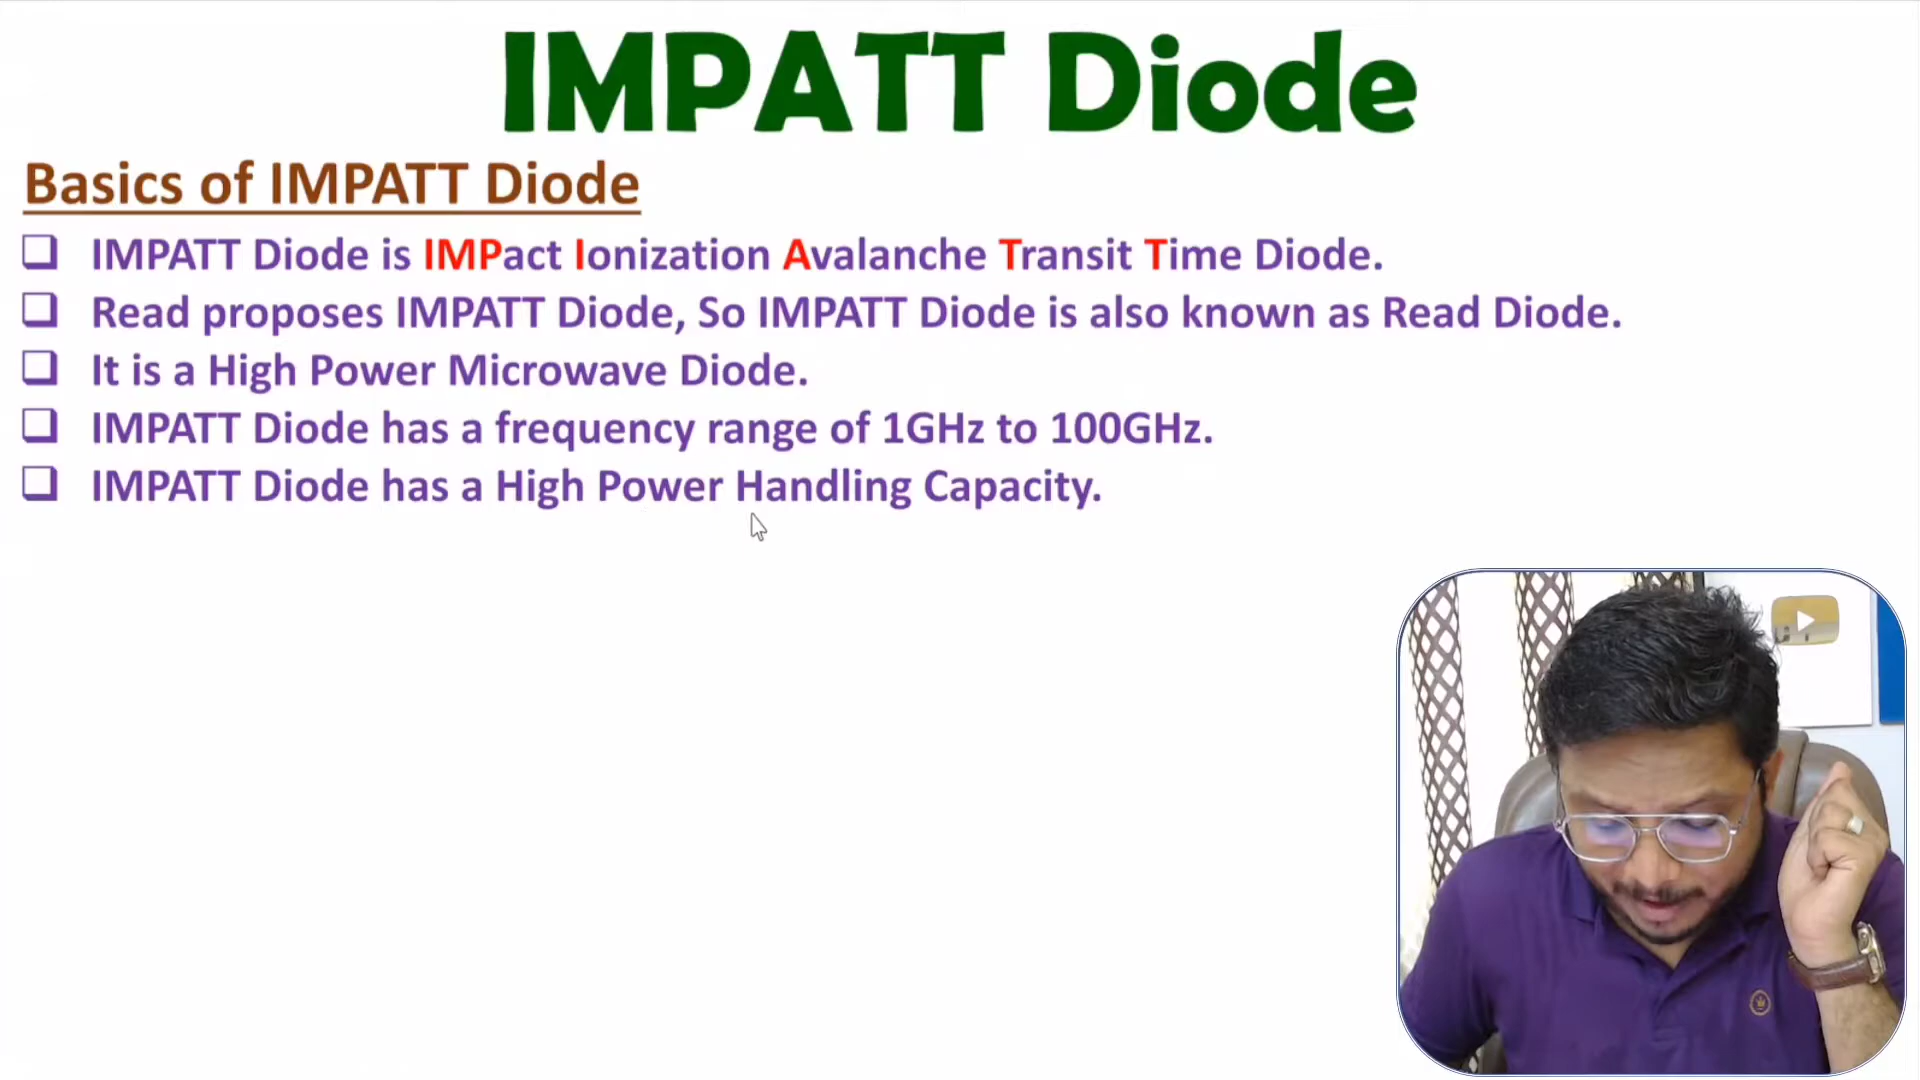 IMPATT Diode
Basics of IMPATT Diode
IMPATT Diode is IMPact Ionization Avalanche Transit Time Diode.
Read proposes IMPATT Diode, So IMPATT Diode is also known as Read Diode.
It is a High Power Microwave Diode.
IMPATT Diode has a frequency range of 1GHz to 100GHz.
IMPATT Diode has a High Power Handling Capacity.